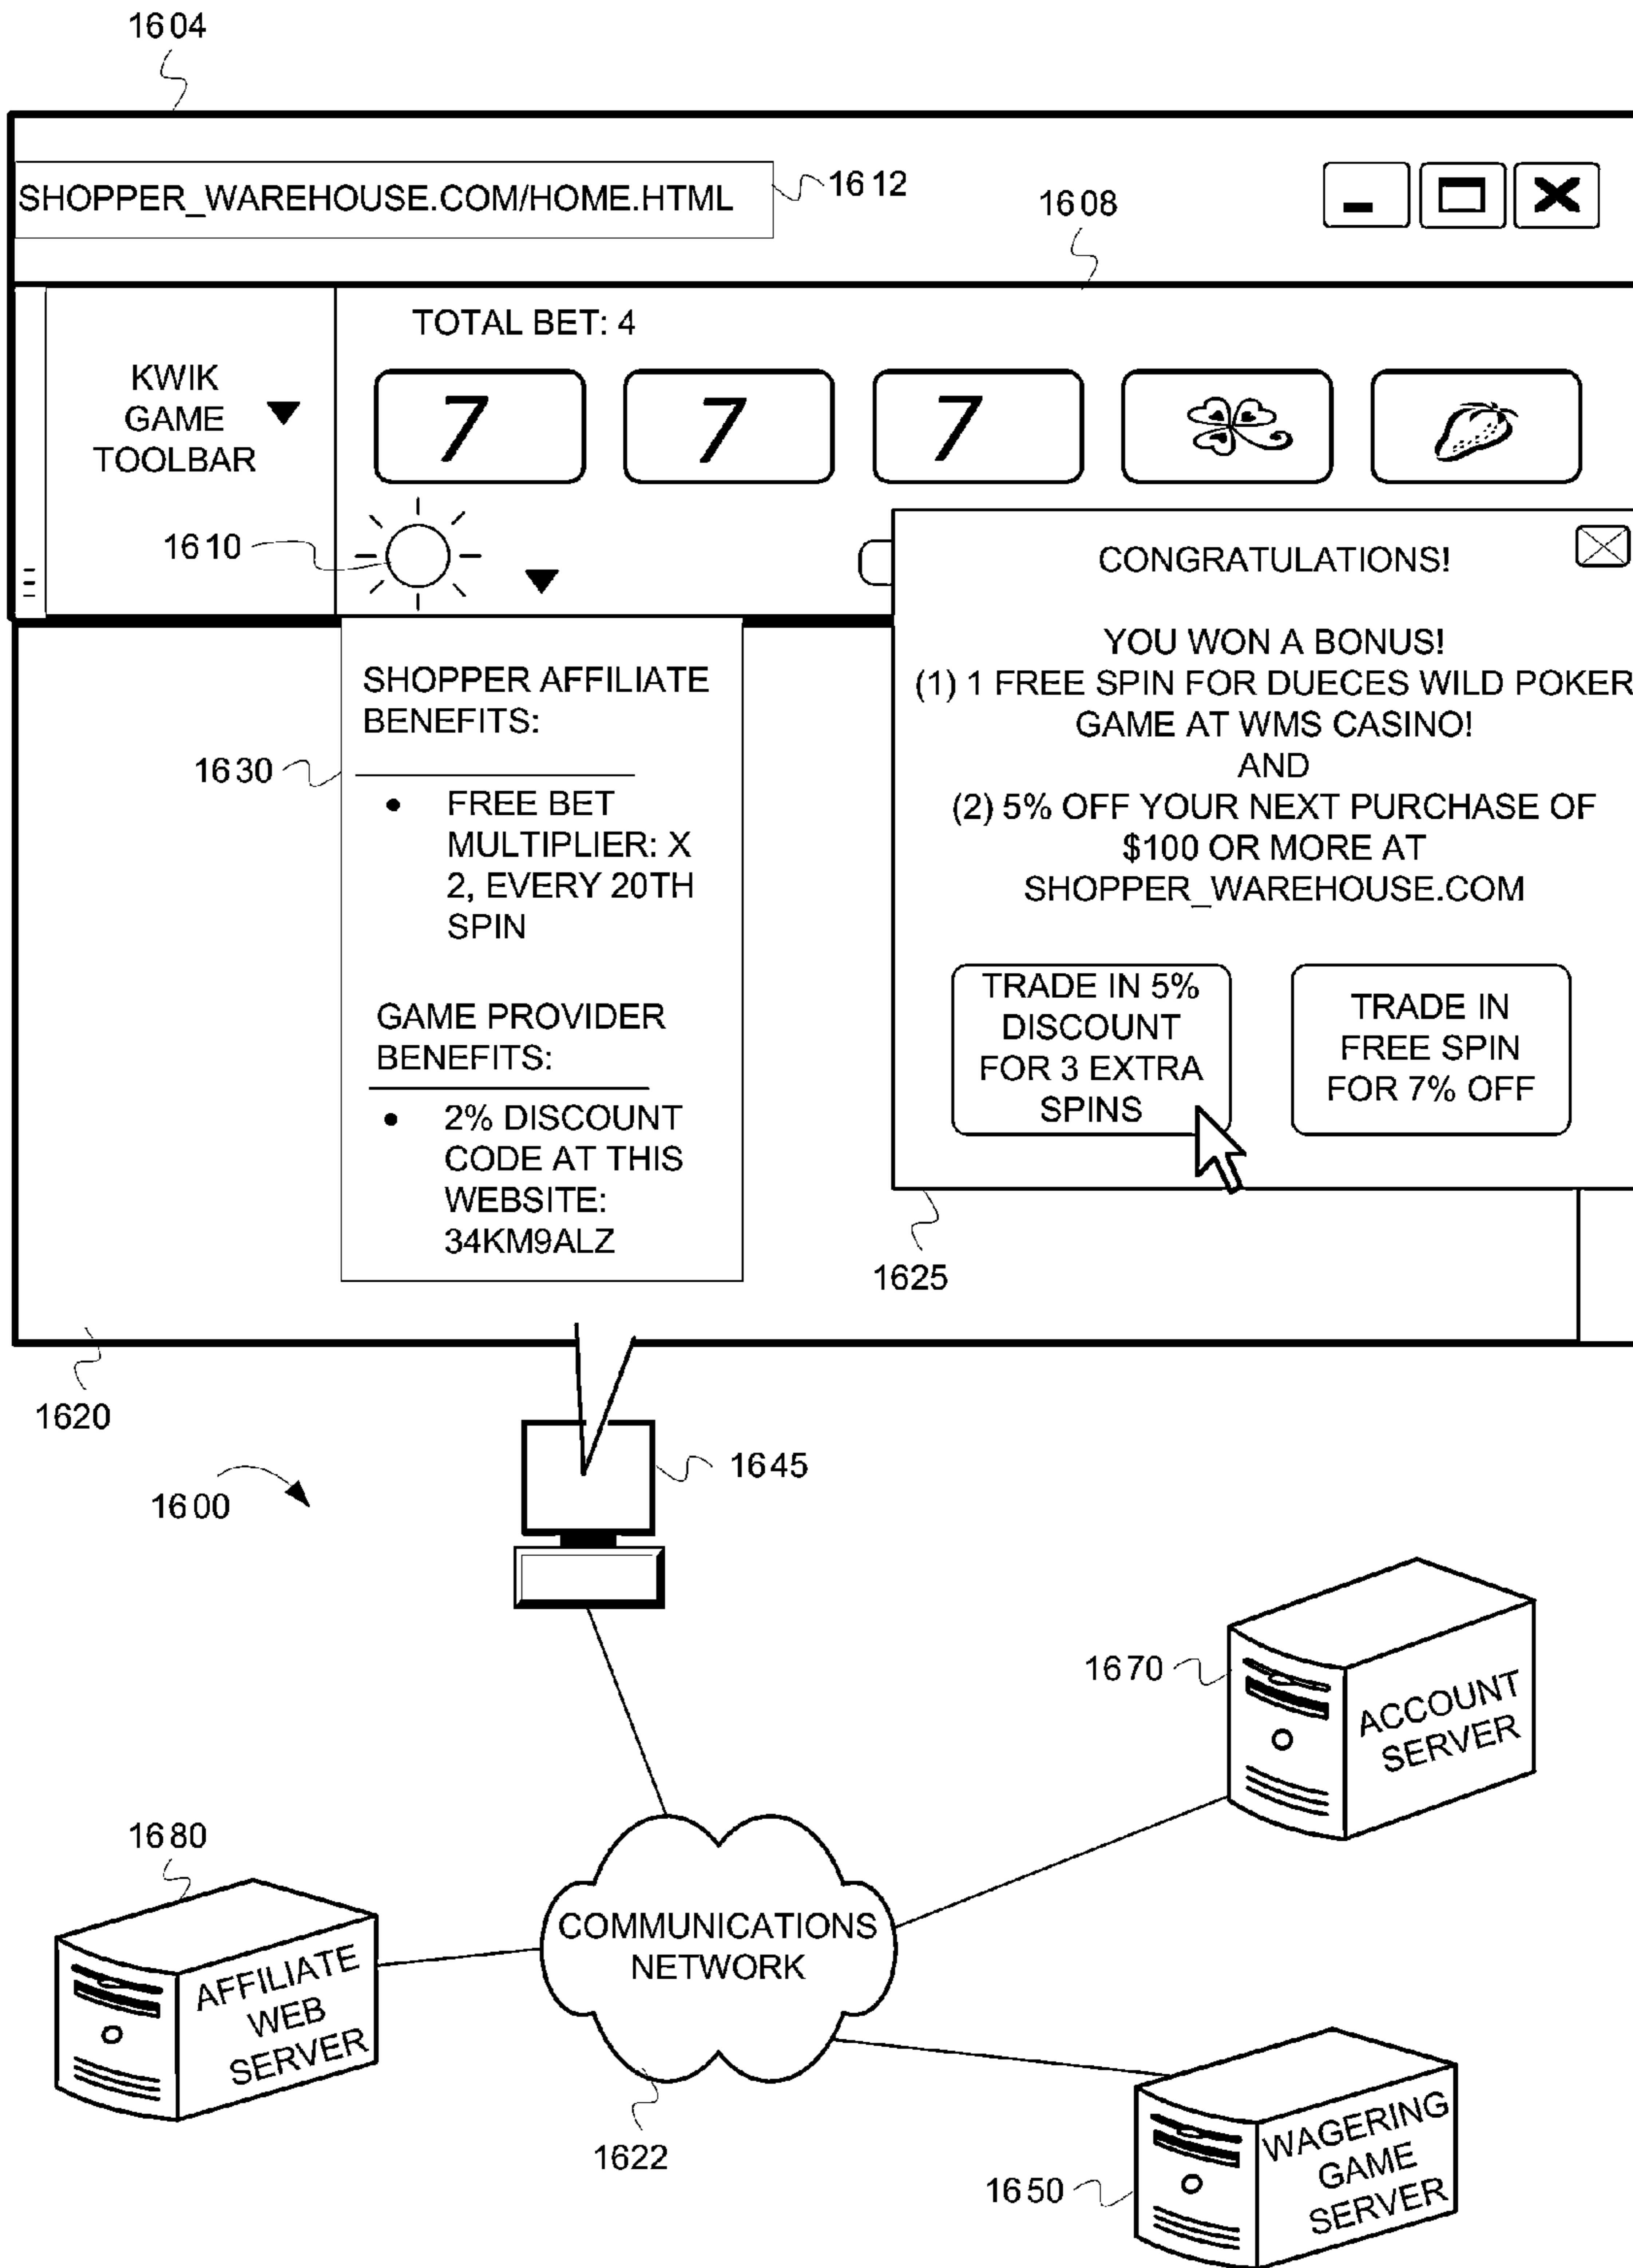 1604
SHOPPER_WAREHOUSE.COM/HOME.HTML
1612
1608
TOTAL BET: 4
KWIK
GAME
TOOLBAR
7
7
7
1610
CONGRATULATIONS!
YOU WON A BONUS!
(1) 1 FREE SPIN FOR DUECES WILD POKER
GAME AT WMS CASINO!
AND
(2) 5% OFF YOUR NEXT PURCHASE OF
$100 OR MORE AT
SHOPPER_WAREHOUSE.COM
TRADE IN 5%
DISCOUNT
FOR 3 EXTRA
SPINS
TRADE IN
FREE SPIN
FOR 7% OFF
1625
SHOPPER AFFILIATE
BENEFITS:
1630
• FREE BET
MULTIPLIER: X
2, EVERY 20TH
SPIN
GAME PROVIDER
BENEFITS:
• 2% DISCOUNT
CODE AT THIS
WEBSITE:
34KM9ALZ
1620
1645
1600
1670
ACCOUNT
SERVER
1680
AFFILIATE
WEB
SERVER
COMMUNICATIONS
NETWORK
1622
1650
WAGERING
GAME
SERVER